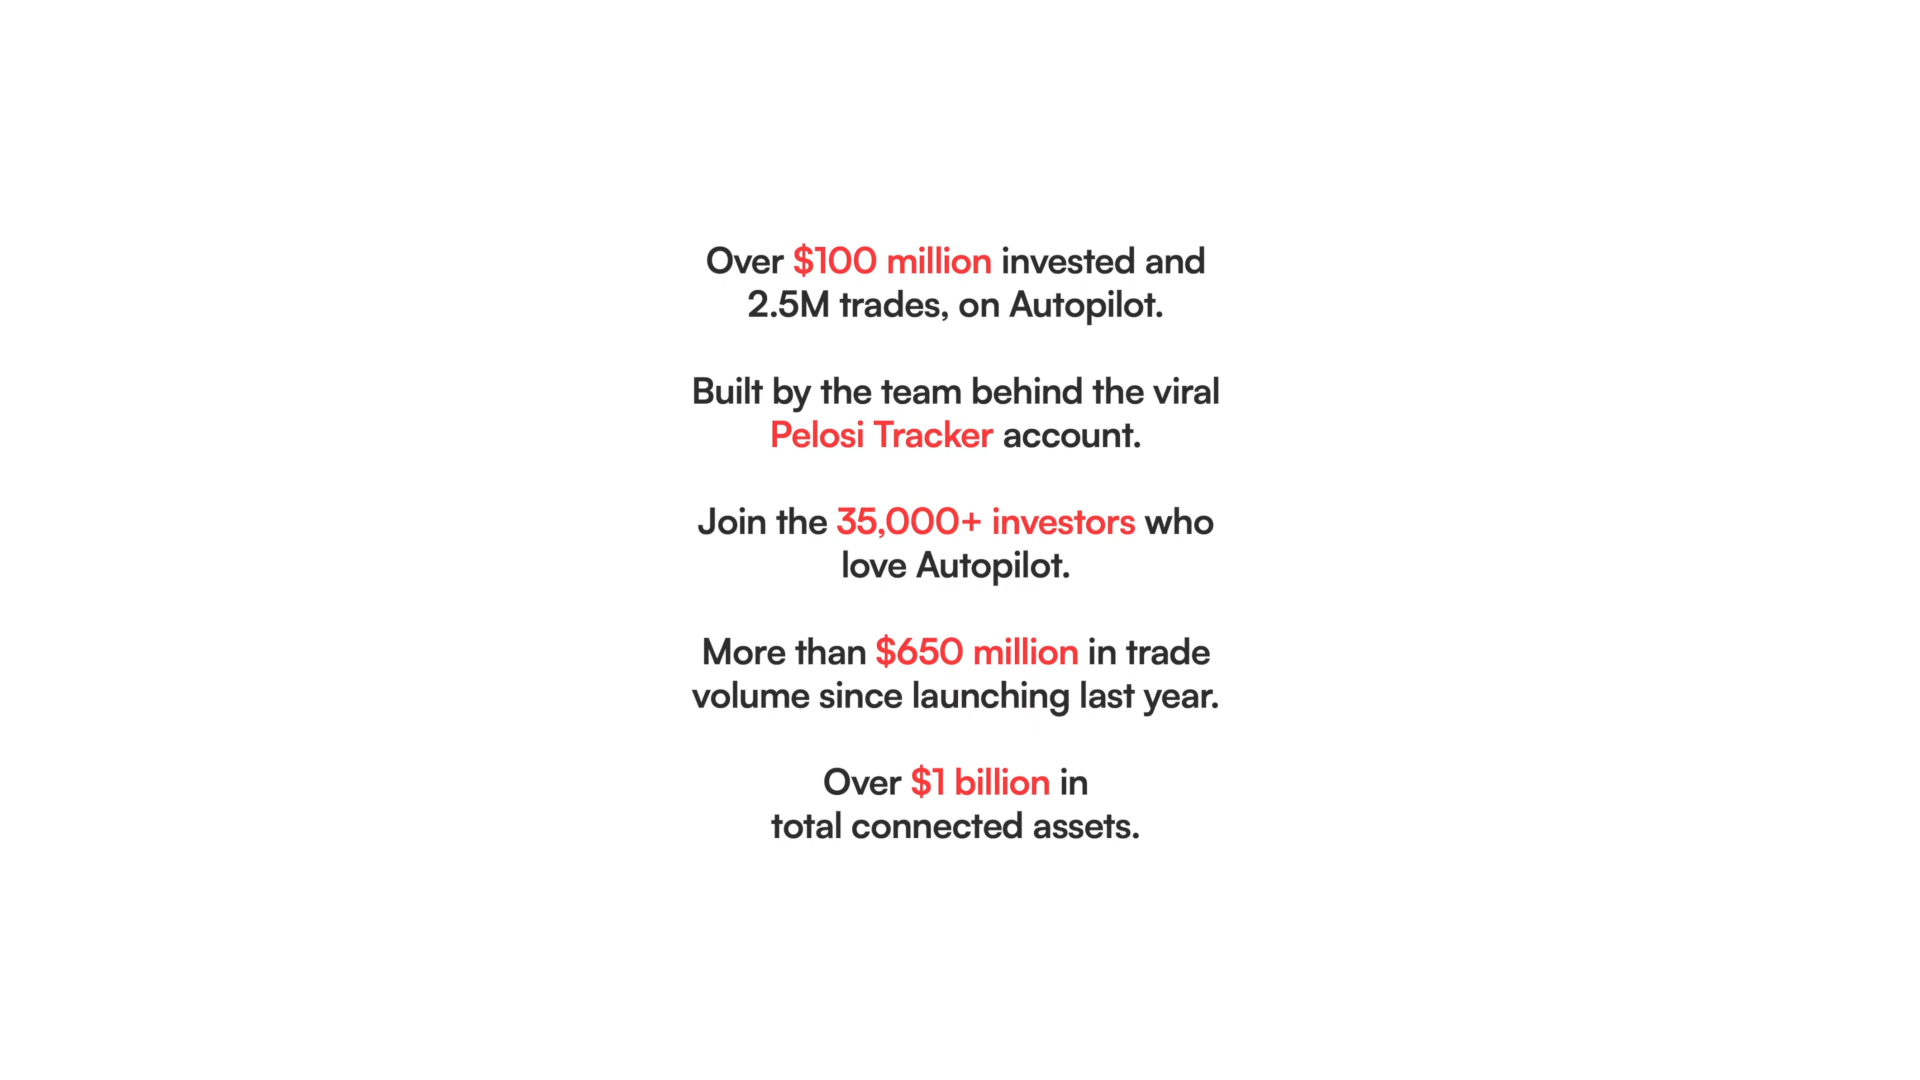 Over $100 million invested and
2.5M trades, on Autopilot.
Built by the team behind the viral
Pelosi Tracker account.
Join the 35,000+ investors who
love Autopilot.
More than $650 million in trade
volume since launching last year.
Over $1 billion in
total connected assets.